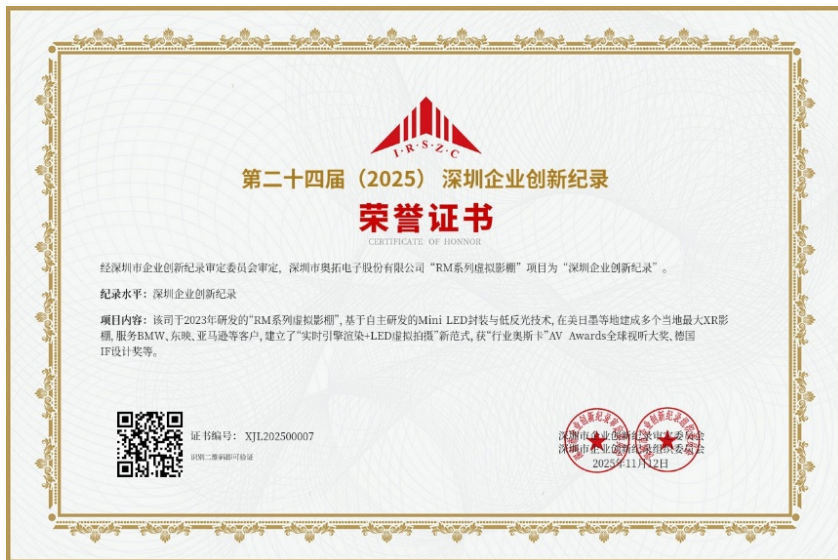 I·R·S·Z·C
第二十四届（2025） 深圳企业创新纪录
荣誉证书
CERTIFICATE OF HONNOR
经深圳市企业创新纪录审定委员会审定，深圳市奥拓电子股份有限公司“RM系列虚拟影棚”项目为“深圳企业创新纪录”。
纪录水平：深圳企业创新纪录
项目内容：该司于2023年研发的“RM系列虚拟影棚”，基于自主研发的Mini LED封装与低反光技术，在美日墨等地建成多个当地最大XR影
棚，服务BMW、东映、亚马逊等客户，建立了“实时引擎渲染+LED虚拟拍摄”新范式，获“行业奥斯卡”AV Awards全球视听大奖、德国
IF设计奖等。
证书编号： XJL202500007
识别二维码即可验证
深圳市企业创新纪录审定委员会
深圳市企业创新纪录组织委员会
2025年11月12日